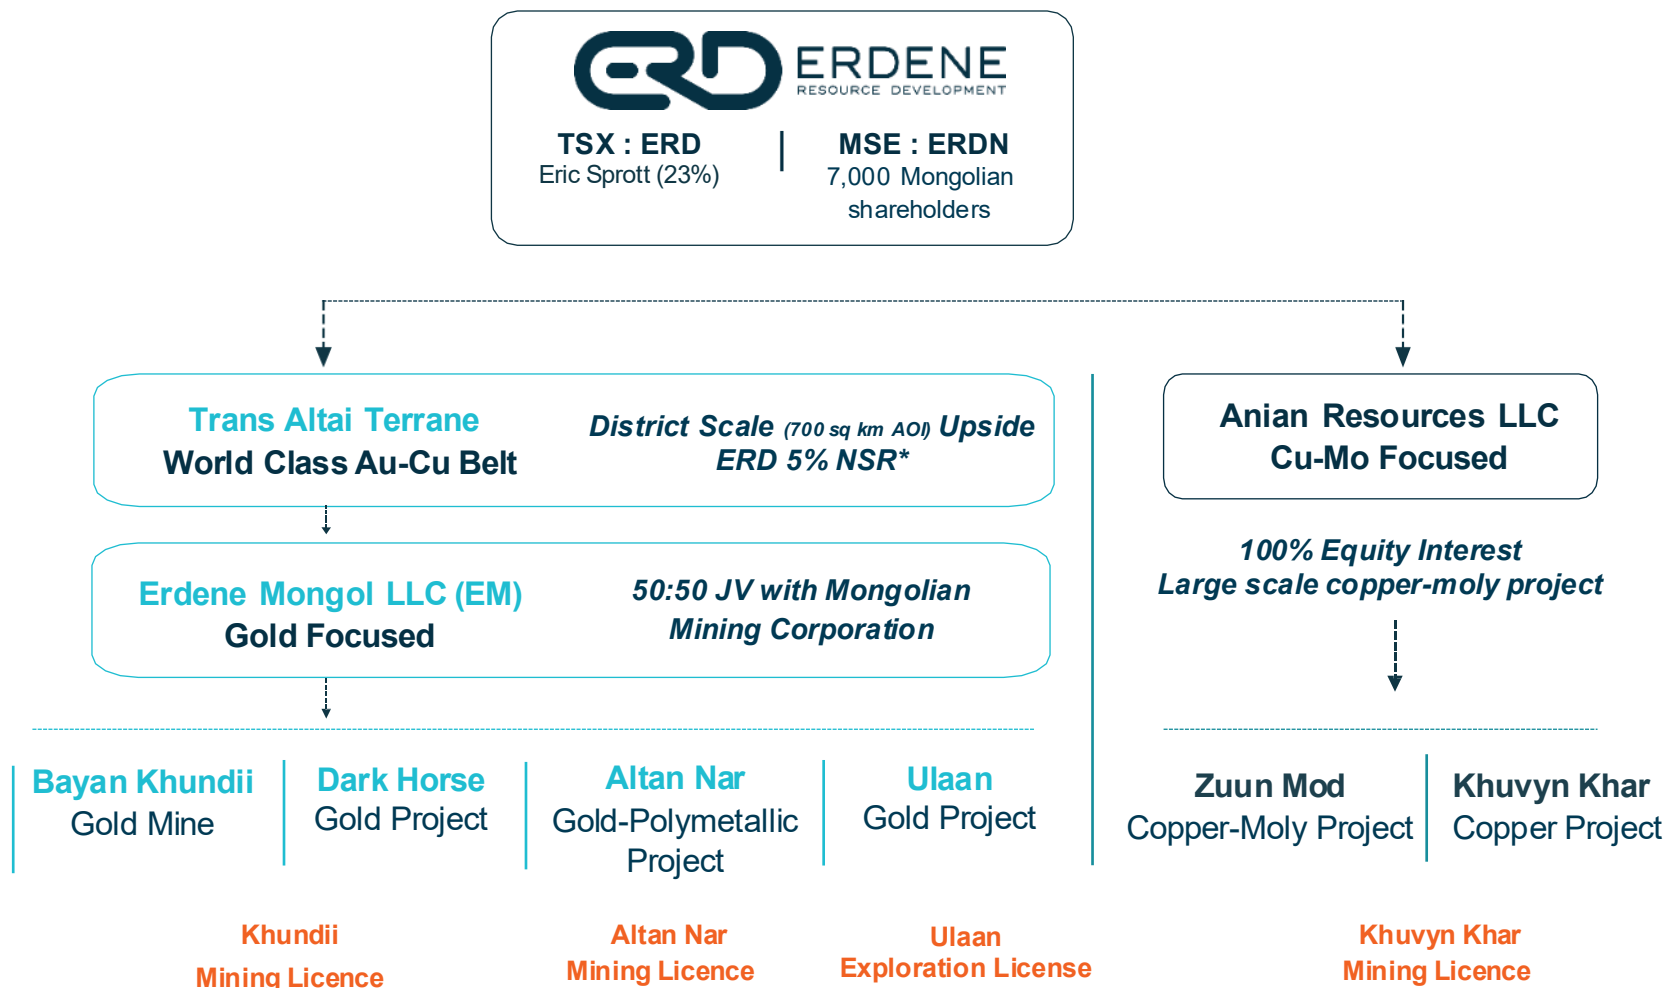 ERD ERDENE
RESOURCE DEVELOPMENT
TSX : ERD
Eric Sprott (23%)
MSE : ERDN
7,000 Mongolian
shareholders
Trans Altai Terrane
World Class Au-Cu Belt
District Scale (700 sq km AOI) Upside
ERD 5% NSR*
Anian Resources LLC
Cu-Mo Focused
Erdene Mongol LLC (EM)
Gold Focused
50:50 JV with Mongolian
Mining Corporation
100% Equity Interest
Large scale copper-moly project
Bayan Khundii
Gold Mine
Dark Horse
Gold Project
Altan Nar
Gold-Polymetallic
Project
Ulaan
Gold Project
Zuun Mod
Copper-Moly Project
Khuvyn Khar
Copper Project
Khundii
Mining Licence
Altan Nar
Mining Licence
Ulaan
Exploration License
Khuvyn Khar
Mining Licence